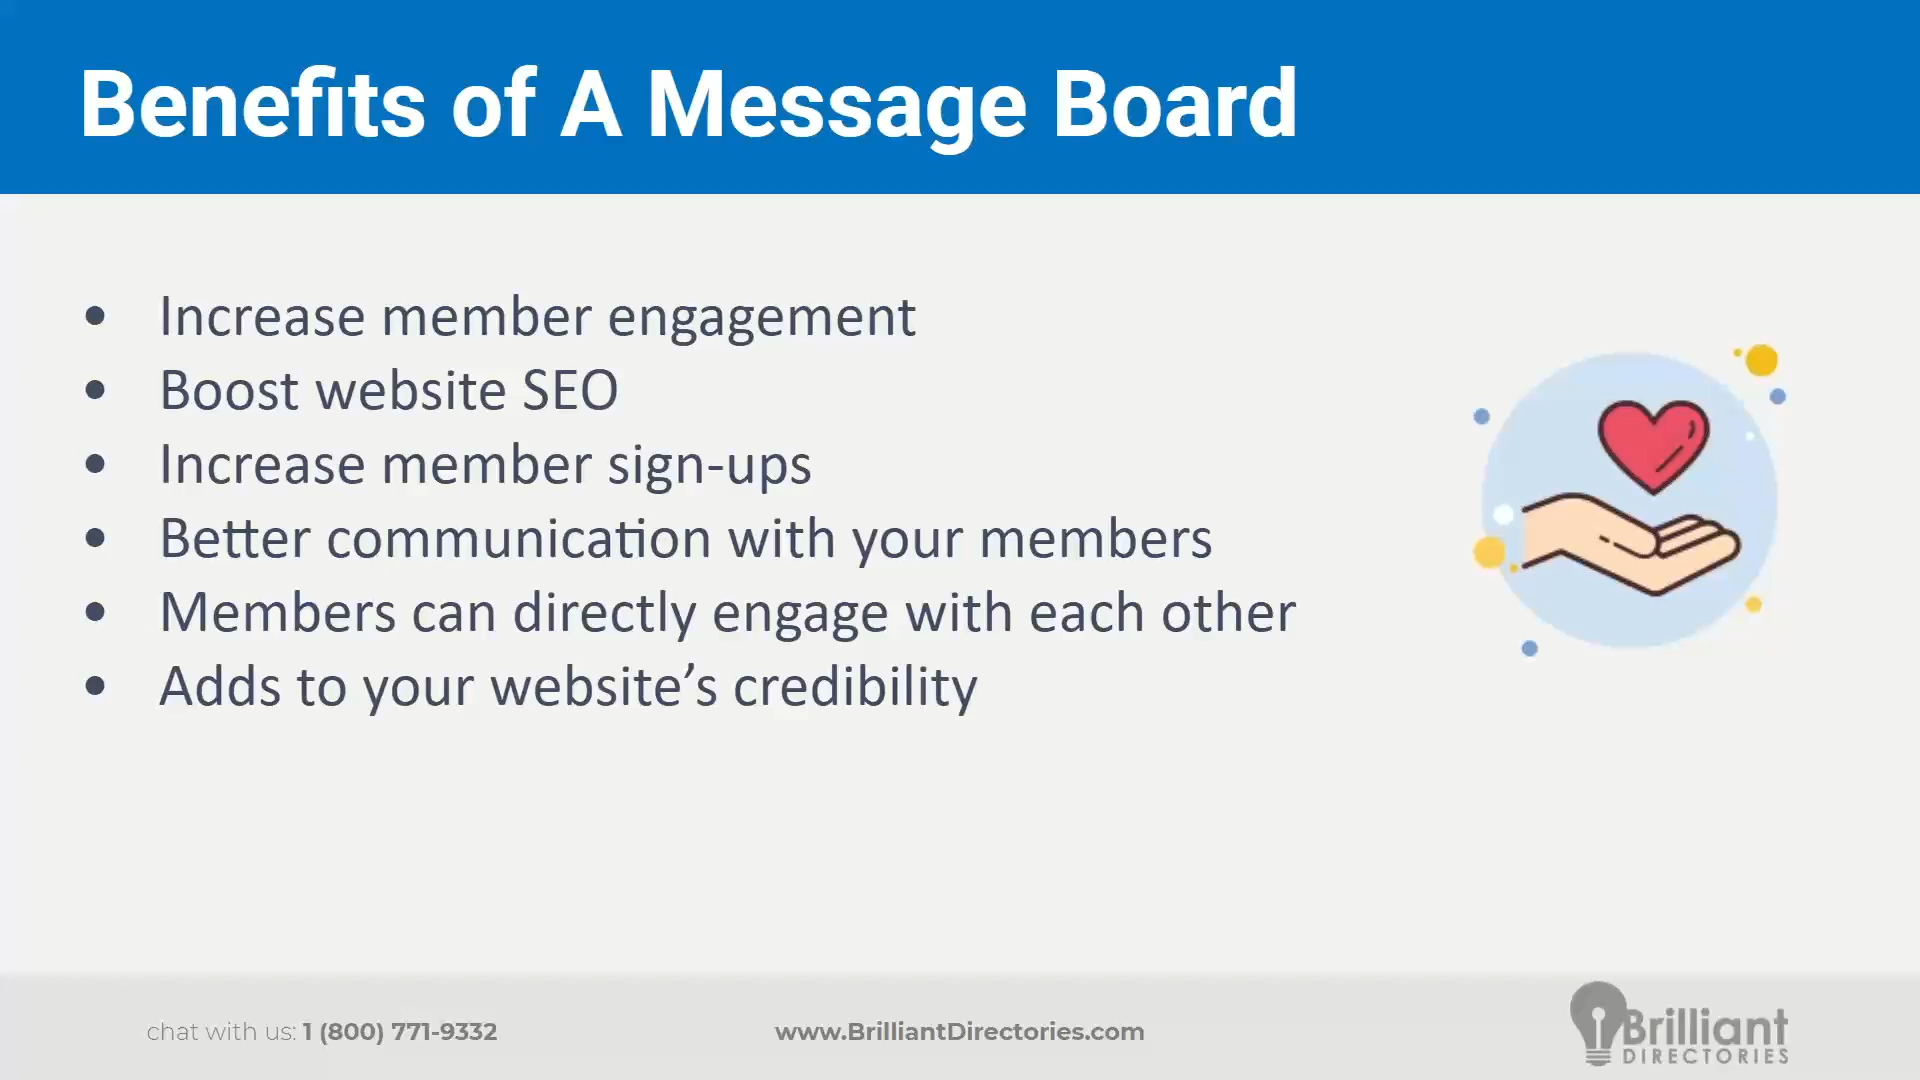 Benefits of A Message Board
• Increase member engagement
• Boost website SEO
• Increase member sign-ups
• Better communication with your members
• Members can directly engage with each other
• Adds to your website’s credibility
chat with us: 1 (800) 771-9332
www.BrilliantDirectories.com
Brilliant
DIRECTORIES